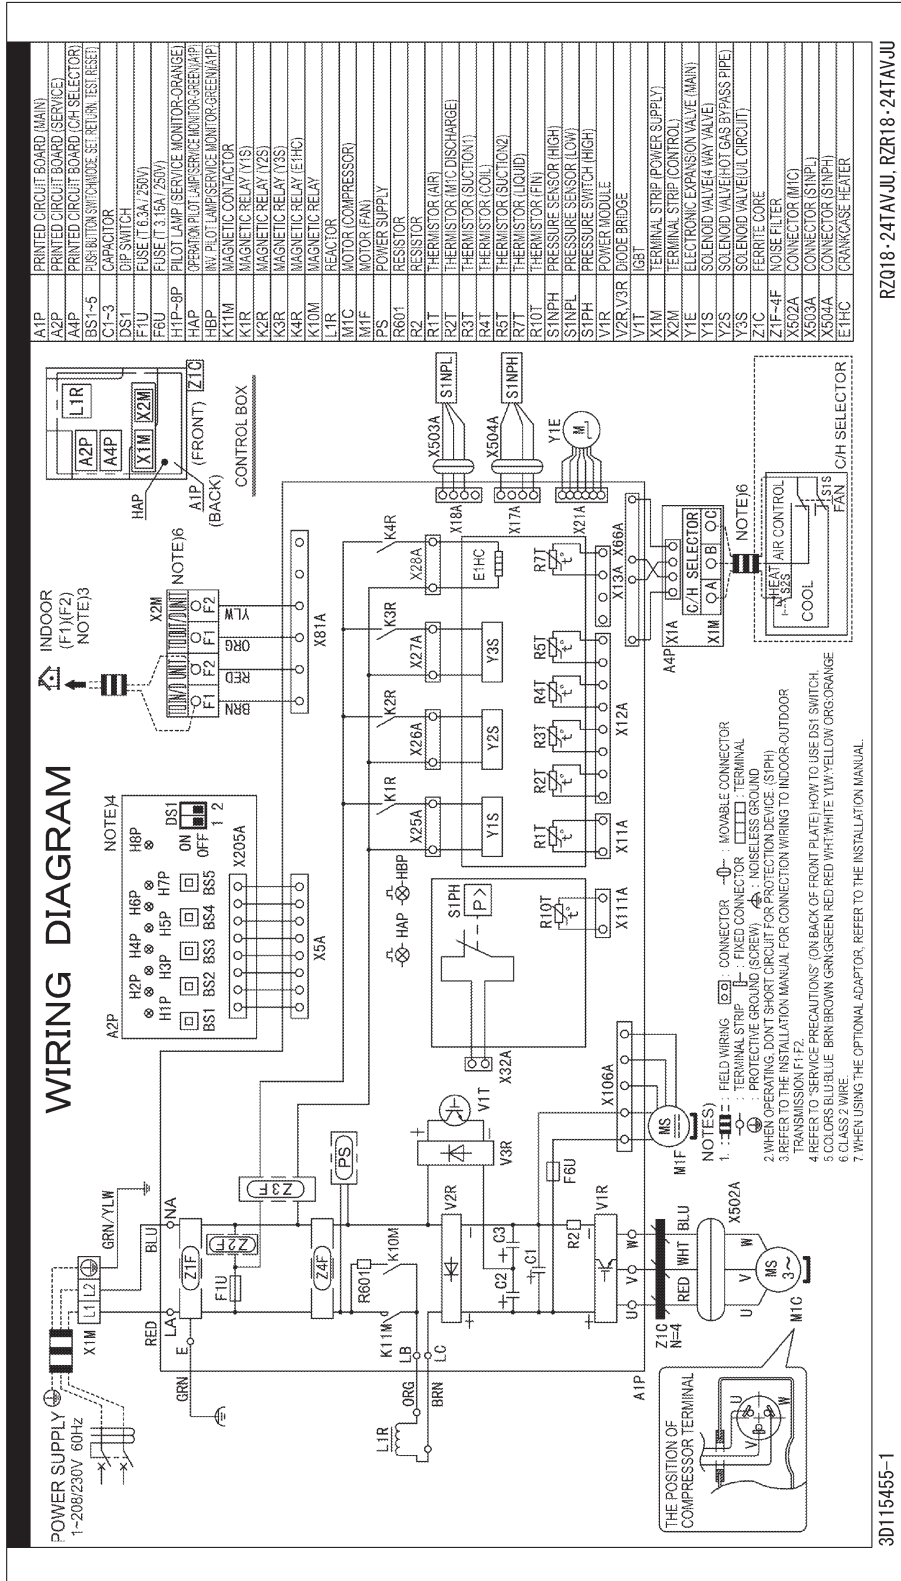 WIRING DIAGRAM
POWER SUPPLY
1~208/230V 60Hz
X1M
L1 L2
GRN/YLW
RED
BLU
LA
NA
E
GRN
Z1F
F1U
Z2F
Z3F
Z4F
PS
R601
K10M
K11M
LB
LC
ORG
BRN
L1R
V2R
V3R
V1T
C2
C3
C1
R2
V1R
F6U
U V W
Z1C
N=4
RED WHT BLU
X502A
U V W
MS
3~
M1C
MS
M1F
X106A
A1P
THE POSITION OF
COMPRESSOR TERMINAL
U
V
W
A2P
NOTE)4
H2P H4P H6P H8P
H1P H3P H5P H7P
BS1 BS2 BS3 BS4 BS5
DS1
ON
OFF
1 2
X205A
X5A
HAP HBP
INDOOR
(F1)(F2)
NOTE)3
X2M
NOTE)6
TO IN/D UNIT TO OUT/D UNIT
F1 F2 F1 F2
BRN RED ORG YLW
X81A
K1R K2R K3R K4R
X25A X26A X27A X28A
Y1S Y2S Y3S E1HC
S1PH
P>
X32A
R10T
t°
X111A
R1T R2T R3T R4T R5T R7T
t° t° t° t° t° t°
X11A X12A X13A
X66A
X18A X17A X21A
X503A S1NPL
X504A S1NPH
Y1E
M
A4P
X1A
C/H SELECTOR
X1M
A B C
NOTE)6
HEAT
S2S
COOL
AIR CONTROL
S1S
FAN
C/H SELECTOR
L1R
A2P
A4P
X1M X2M
Z1C
HAP
A1P
(BACK)
(FRONT)
CONTROL BOX
NOTES)
1. : FIELD WIRING : CONNECTOR : MOVABLE CONNECTOR
: TERMINAL STRIP : FIXED CONNECTOR : TERMINAL
: PROTECTIVE GROUND (SCREW) : NOISELESS GROUND
2.WHEN OPERATING, DON'T SHORT CIRCUIT FOR PROTECTION DEVICE. (S1PH)
3.REFER TO THE INSTALLATION MANUAL FOR CONNECTION WIRING TO INDOOR-OUTDOOR
TRANSMISSION F1·F2.
4.REFER TO "SERVICE PRECAUTIONS" (ON BACK OF FRONT PLATE) HOW TO USE DS1 SWITCH.
5.COLORS BLU:BLUE BRN:BROWN GRN:GREEN RED:RED WHT:WHITE YLW:YELLOW ORG:ORANGE
6.CLASS 2 WIRE.
7.WHEN USING THE OPTIONAL ADAPTOR, REFER TO THE INSTALLATION MANUAL.
A1P PRINTED CIRCUIT BOARD (MAIN)
A2P PRINTED CIRCUIT BOARD (SERVICE)
A4P PRINTED CIRCUIT BOARD (C/H SELECTOR)
BS1~5 PUSH BUTTON SWITCH(MODE, SET, RETURN, TEST, RESET)
C1~3 CAPACITOR
DS1 DIP SWITCH
F1U FUSE (T 6.3A / 250V)
F6U FUSE (T 3.15A / 250V)
H1P~8P PILOT LAMP (SERVICE MONITOR-ORANGE)
HAP OPERATION PILOT LAMP(SERVICE MONITOR-GREEN)(A1P)
HBP INV. PILOT LAMP(SERVICE MONITOR-GREEN)(A1P)
K11M MAGNETIC CONTACTOR
K1R MAGNETIC RELAY (Y1S)
K2R MAGNETIC RELAY (Y2S)
K3R MAGNETIC RELAY (Y3S)
K4R MAGNETIC RELAY (E1HC)
K10M MAGNETIC RELAY
L1R REACTOR
M1C MOTOR (COMPRESSOR)
M1F MOTOR (FAN)
PS POWER SUPPLY
R601 RESISTOR
R2 RESISTOR
R1T THERMISTOR (AIR)
R2T THERMISTOR (M1C DISCHARGE)
R3T THERMISTOR (SUCTION1)
R4T THERMISTOR (COIL)
R5T THERMISTOR (SUCTION2)
R7T THERMISTOR (LIQUID)
R10T THERMISTOR (FIN)
S1NPH PRESSURE SENSOR (HIGH)
S1NPL PRESSURE SENSOR (LOW)
S1PH PRESSURE SWITCH (HIGH)
V1R POWER MODULE
V2R,V3R DIODE BRIDGE
V1T IGBT
X1M TERMINAL STRIP (POWER SUPPLY)
X2M TERMINAL STRIP (CONTROL)
Y1E ELECTRONIC EXPANSION VALVE (MAIN)
Y1S SOLENOID VALVE(4 WAY VALVE)
Y2S SOLENOID VALVE(HOT GAS BYPASS PIPE)
Y3S SOLENOID VALVE(U/L CIRCUIT)
Z1C FERRITE CORE
Z1F~4F NOISE FILTER
X502A CONNECTOR (M1C)
X503A CONNECTOR (S1NPL)
X504A CONNECTOR (S1NPH)
E1HC CRANKCASE HEATER
3D115455-1
RZQ18·24TAVJU, RZR18·24TAVJU